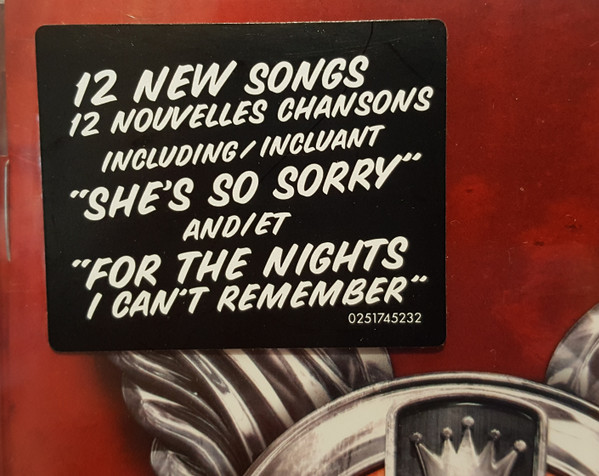 12 NEW SONGS
12 NOUVELLES CHANSONS
INCLUDING/INCLUANT
"SHE'S SO SORRY"
AND/ET
"FOR THE NIGHTS
I CAN'T REMEMBER"
0251745232